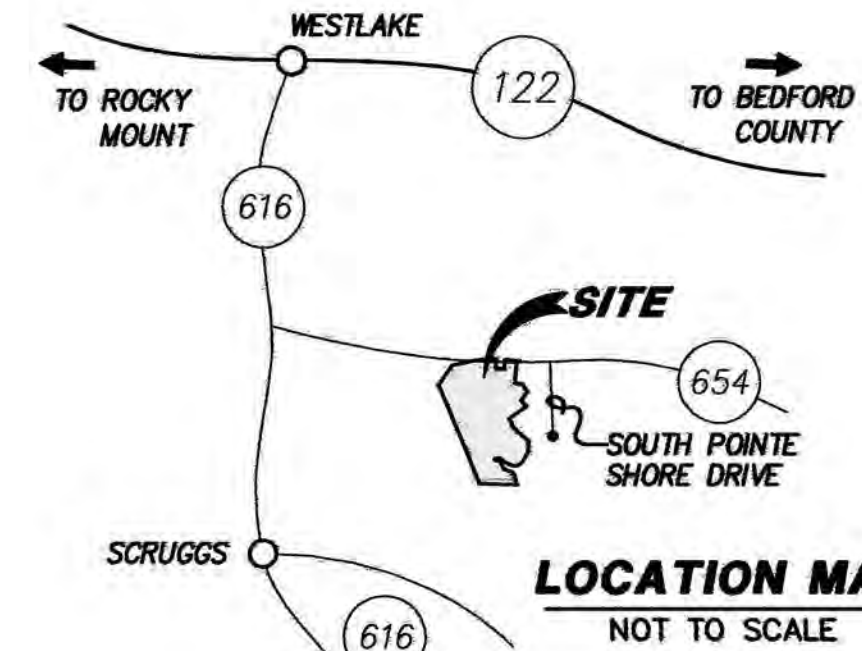 WESTLAKE
122
TO ROCKY
MOUNT
TO BEDFORD
COUNTY
616
SITE
654
SOUTH POINTE
SHORE DRIVE
SCRUGGS
LOCATION MA
NOT TO SCALE
616